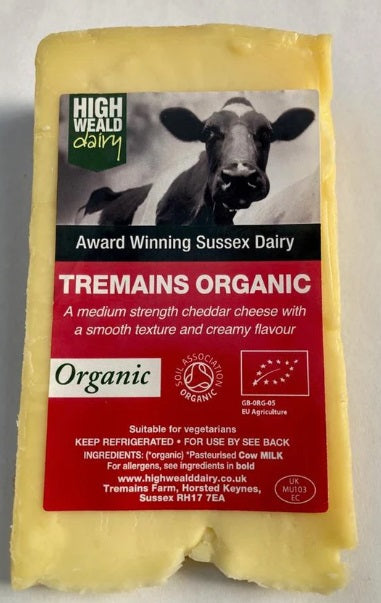 HIGH
WEALD
dairy
Award Winning Sussex Dairy
TREMAINS ORGANIC
A medium strength cheddar cheese with
a smooth texture and creamy flavour
Organic
SOIL ASSOCIATION
ORGANIC
GB-ORG-05
EU Agriculture
Suitable for vegetarians
KEEP REFRIGERATED • FOR USE BY SEE BACK
INGREDIENTS: (*organic) *Pasteurised Cow MILK
For allergens, see ingredients in bold
www.highwealddairy.co.uk
Tremains Farm, Horsted Keynes,
Sussex RH17 7EA
UK
MU103
EC